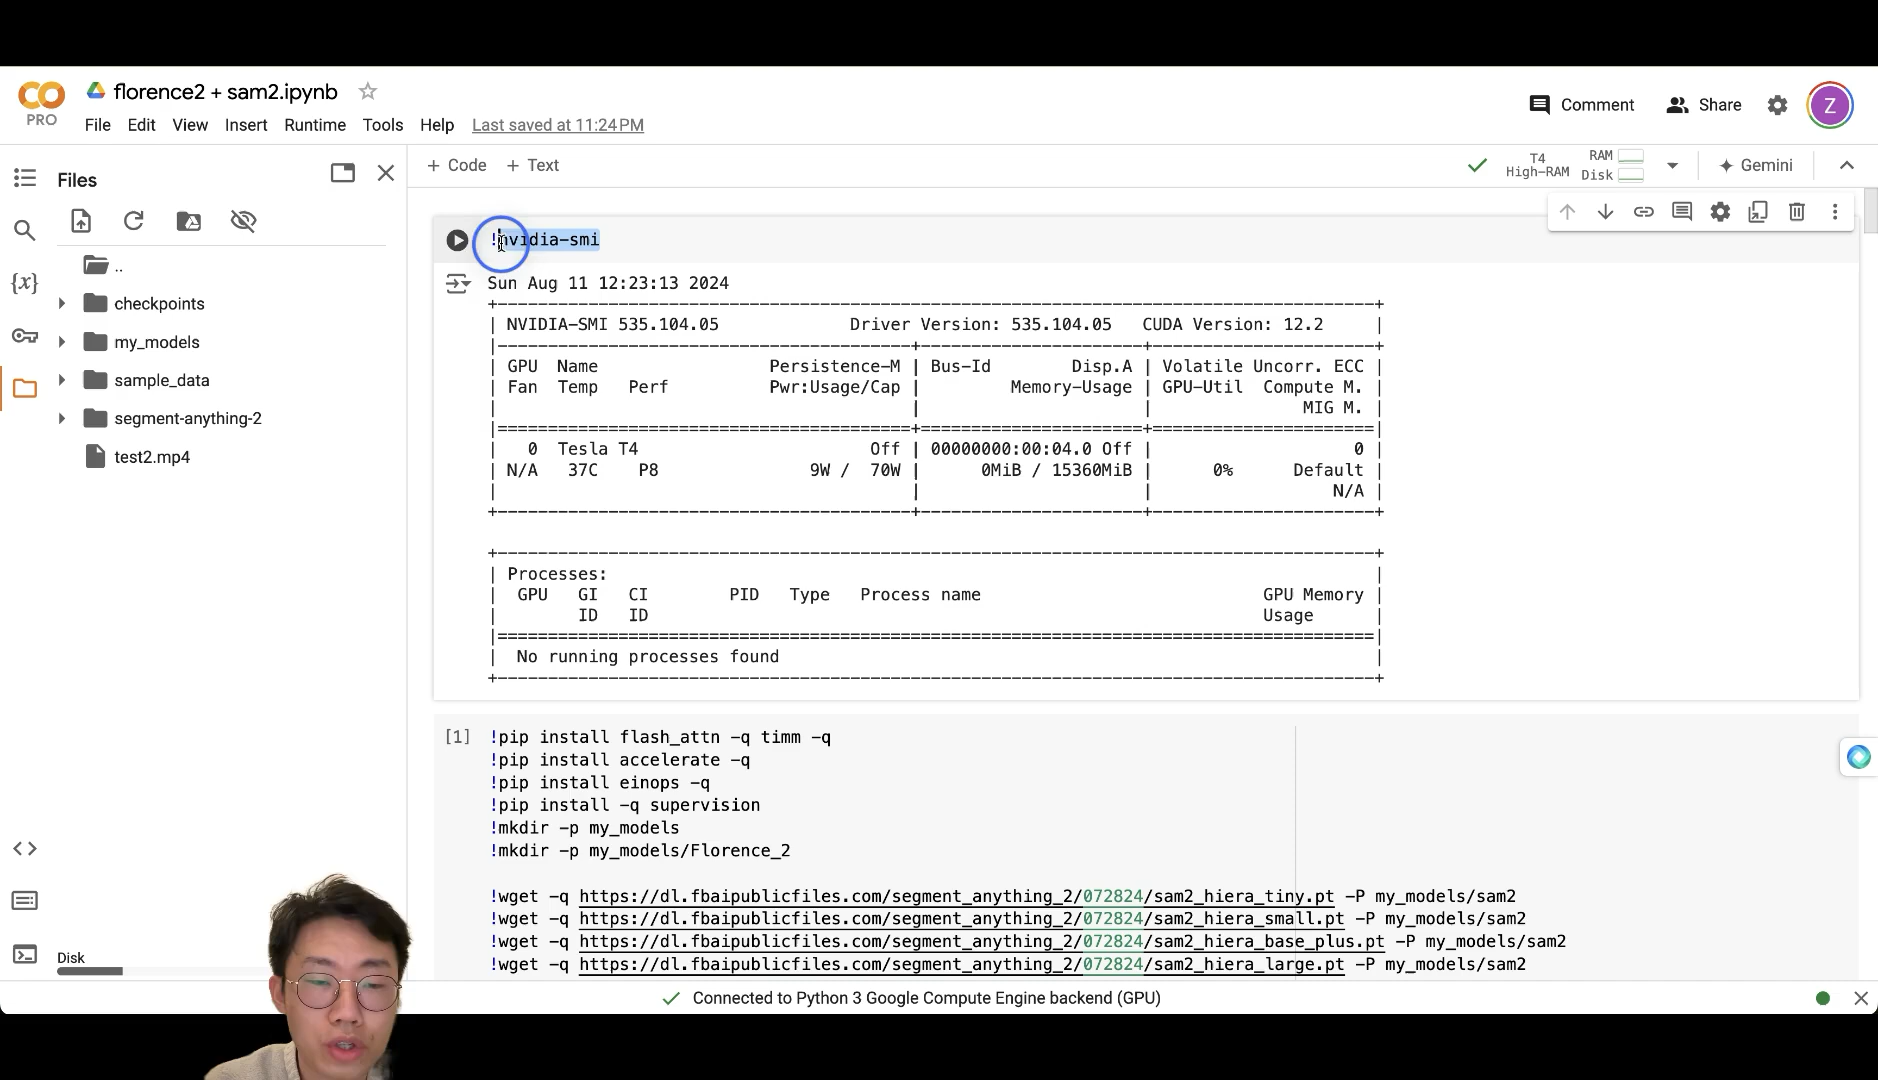 PRO
florence2 + sam2.ipynb
Comment
Share
Z
File Edit View Insert Runtime Tools Help Last saved at 11:24 PM
Files
+ Code + Text
T4
High-RAM
RAM
Disk
Gemini
..
checkpoints
my_models
sample_data
segment-anything-2
test2.mp4
{x}
Disk
!nvidia-smi
Sun Aug 11 12:23:13 2024
+---------------------------------------------------------------------------------------+
| NVIDIA-SMI 535.104.05             Driver Version: 535.104.05   CUDA Version: 12.2     |
|-----------------------------------------+----------------------+----------------------+
| GPU  Name                 Persistence-M | Bus-Id        Disp.A | Volatile Uncorr. ECC |
| Fan  Temp   Perf          Pwr:Usage/Cap |         Memory-Usage | GPU-Util  Compute M. |
|                                         |                      |               MIG M. |
|=========================================+======================+======================|
|   0  Tesla T4                       Off | 00000000:00:04.0 Off |                    0 |
| N/A   37C    P8               9W /  70W |      0MiB / 15360MiB |      0%      Default |
|                                         |                      |                  N/A |
+-----------------------------------------+----------------------+----------------------+
+---------------------------------------------------------------------------------------+
| Processes:                                                                            |
|  GPU   GI   CI        PID   Type   Process name                            GPU Memory |
|        ID   ID                                                             Usage      |
|=======================================================================================|
|  No running processes found                                                           |
+---------------------------------------------------------------------------------------+
[1]
!pip install flash_attn -q timm -q
!pip install accelerate -q
!pip install einops -q
!pip install -q supervision
!mkdir -p my_models
!mkdir -p my_models/Florence_2
!wget -q https://dl.fbaipublicfiles.com/segment_anything_2/072824/sam2_hiera_tiny.pt -P my_models/sam2
!wget -q https://dl.fbaipublicfiles.com/segment_anything_2/072824/sam2_hiera_small.pt -P my_models/sam2
!wget -q https://dl.fbaipublicfiles.com/segment_anything_2/072824/sam2_hiera_base_plus.pt -P my_models/sam2
!wget -q https://dl.fbaipublicfiles.com/segment_anything_2/072824/sam2_hiera_large.pt -P my_models/sam2
Connected to Python 3 Google Compute Engine backend (GPU)